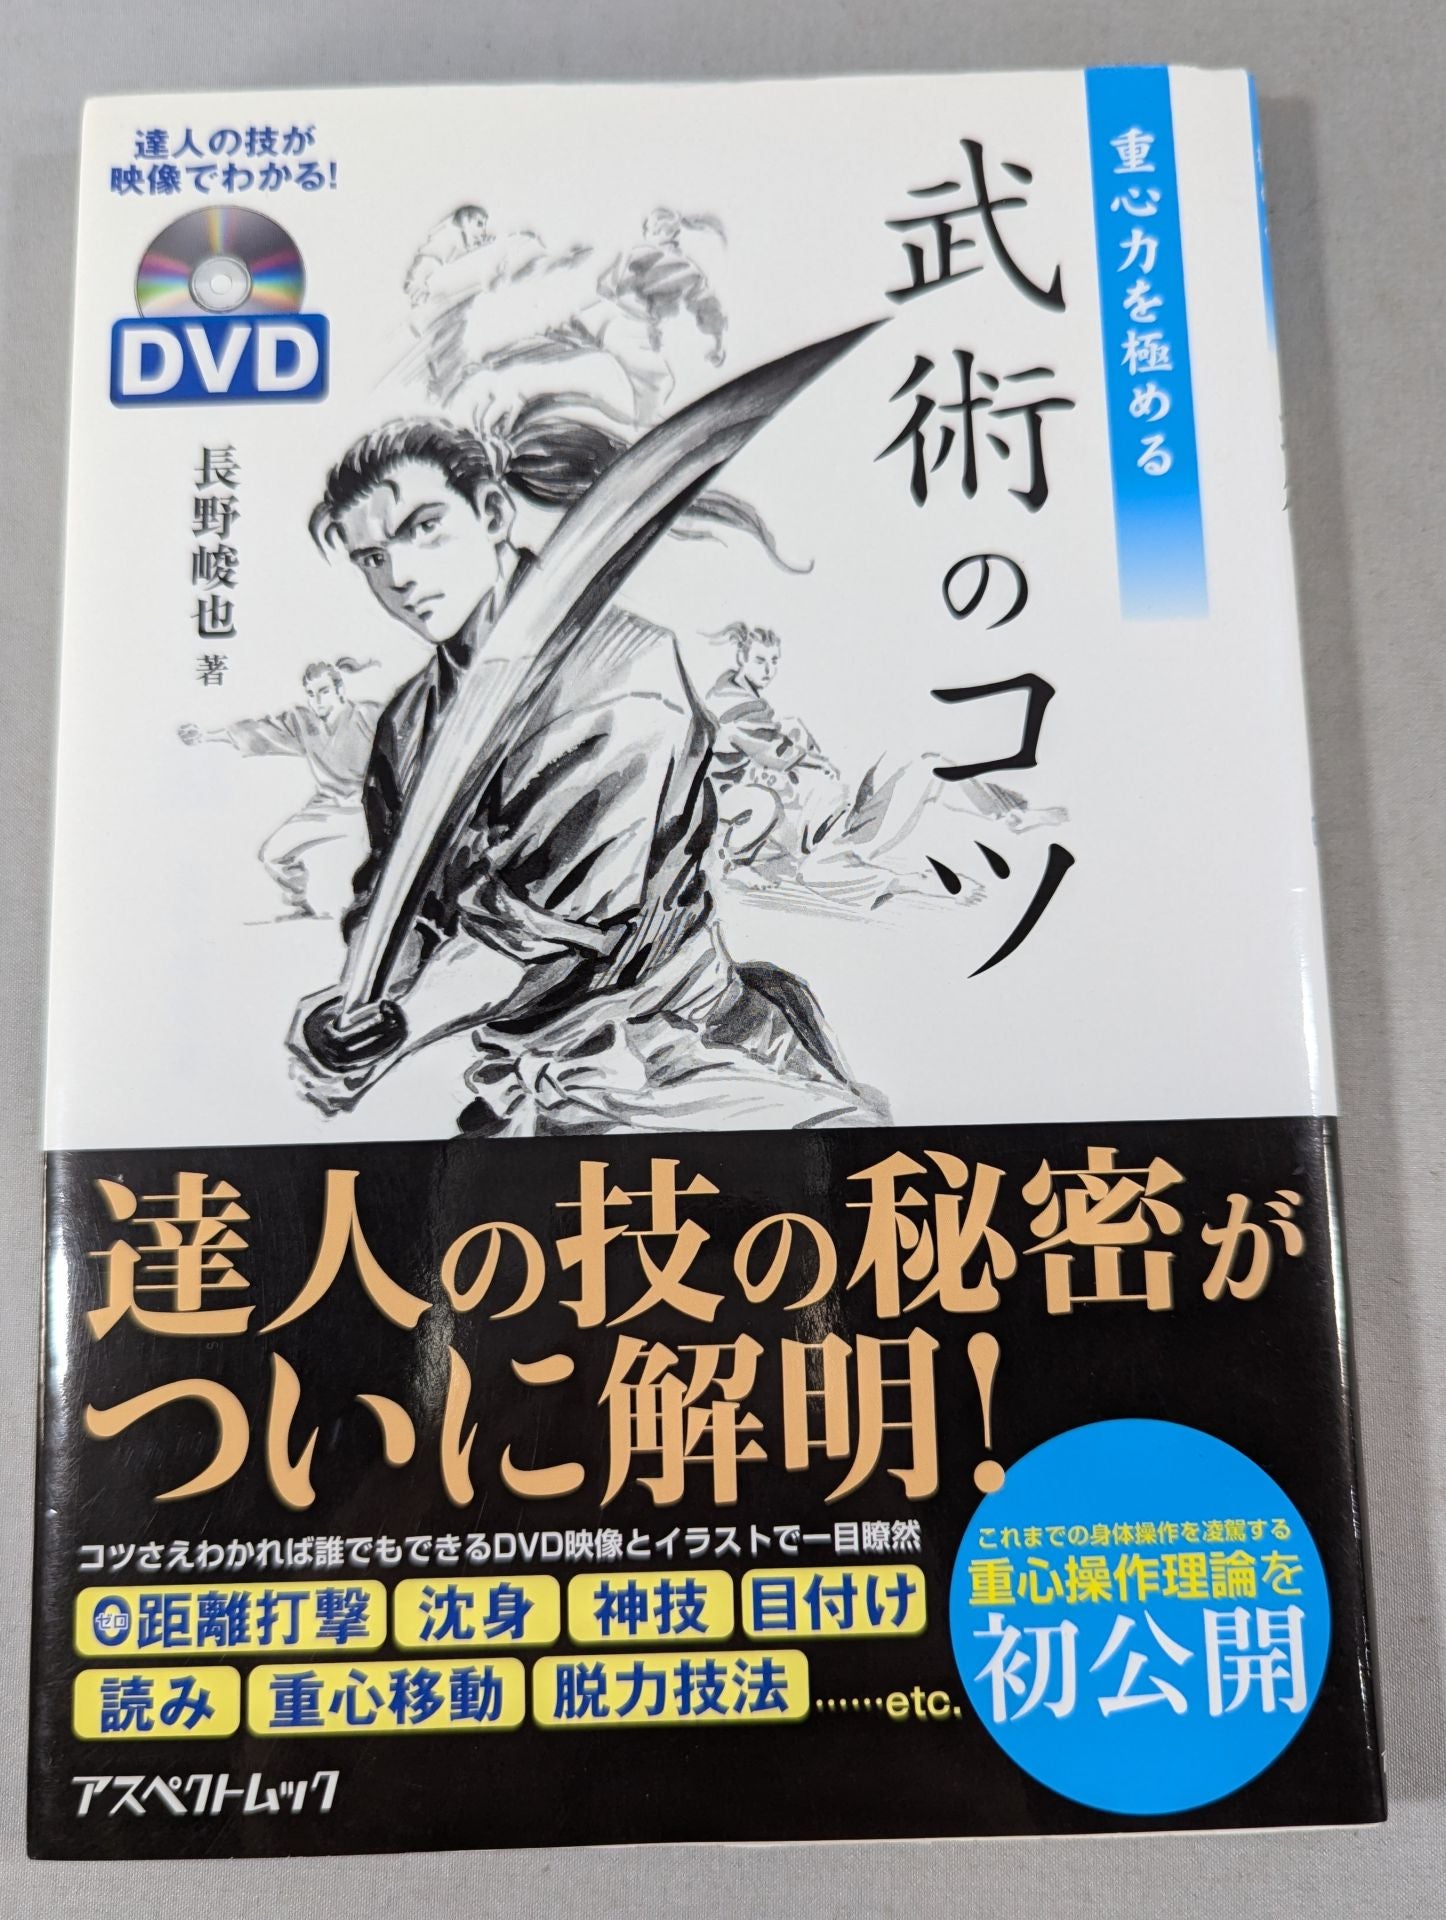 重心力を極める
武術のコツ
達人の技が
映像でわかる!
DVD
長野峻也 著
達人の技の秘密が
ついに解明!
コツさえわかれば誰でもできるDVD映像とイラストで一目瞭然
0ゼロ距離打撃 沈身 神技 目付け
読み 重心移動 脱力技法 ……etc.
これまでの身体操作を凌駕する
重心操作理論を
初公開
アスペクトムック